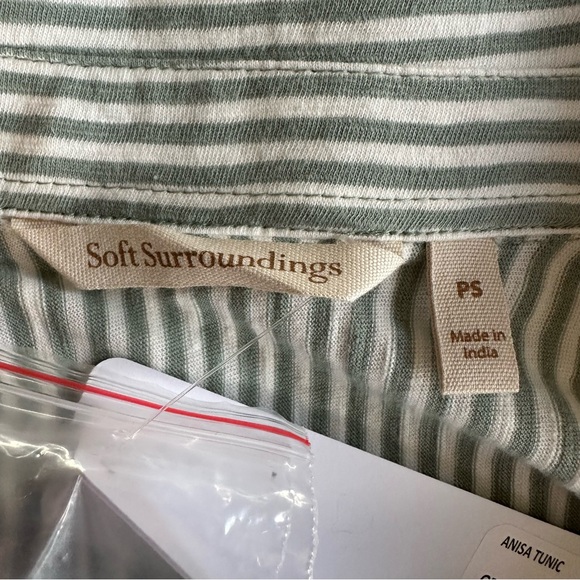 Soft Surroundings
PS
Made in
India
ANISA TUNIC